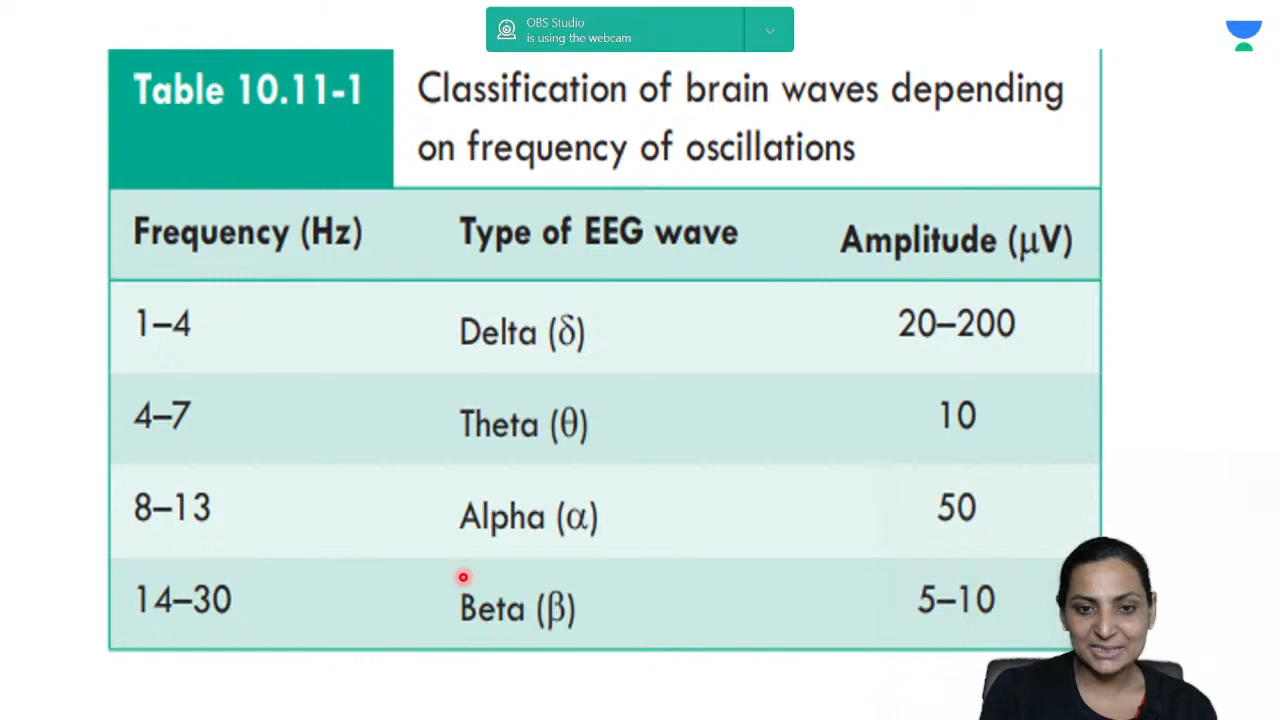 OBS Studio
is using the webcam
Table 10.11-1
Classification of brain waves depending
on frequency of oscillations
Frequency (Hz) Type of EEG wave Amplitude (μV)
1–4 Delta (δ) 20–200
4–7 Theta (θ) 10
8–13 Alpha (α) 50
14–30 Beta (β) 5–10